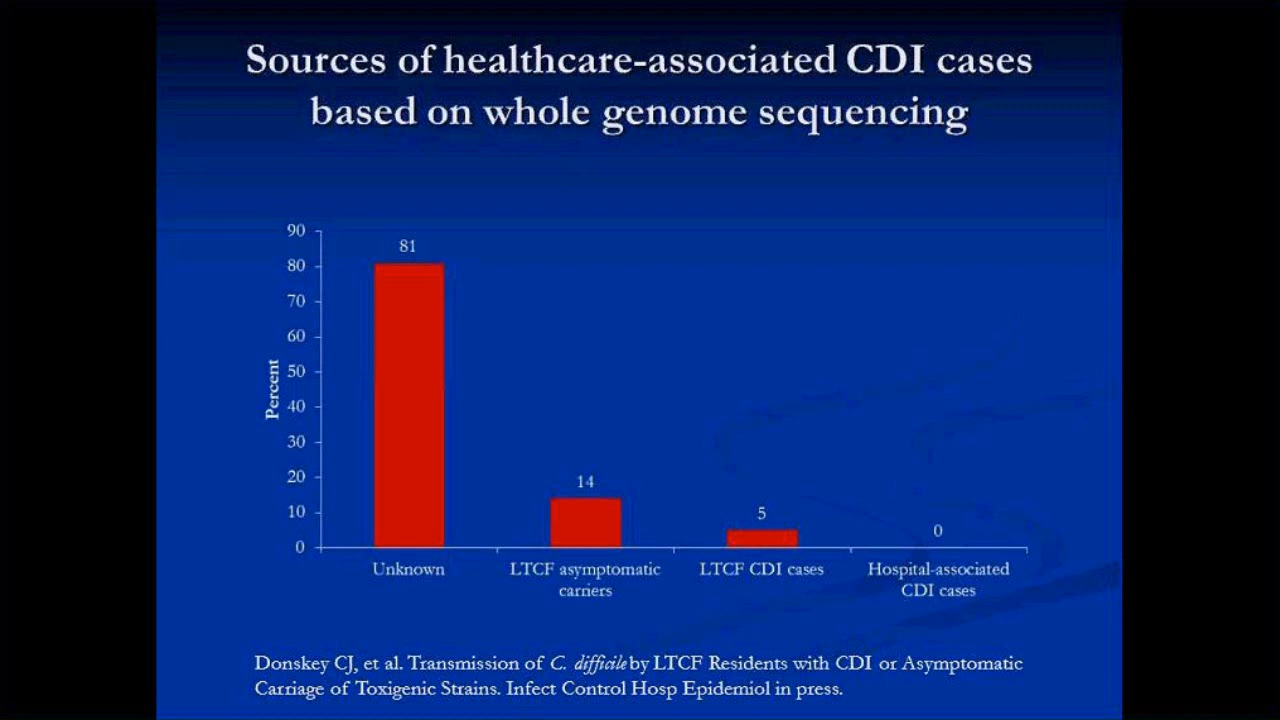 Sources of healthcare-associated CDI cases
based on whole genome sequencing
90
80
70
60
50
40
30
20
10
0
Percent
81
14
5
0
Unknown
LTCF asymptomatic
carriers
LTCF CDI cases
Hospital-associated
CDI cases
Donskey CJ, et al. Transmission of C. difficile by LTCF Residents with CDI or Asymptomatic
Carriage of Toxigenic Strains. Infect Control Hosp Epidemiol in press.